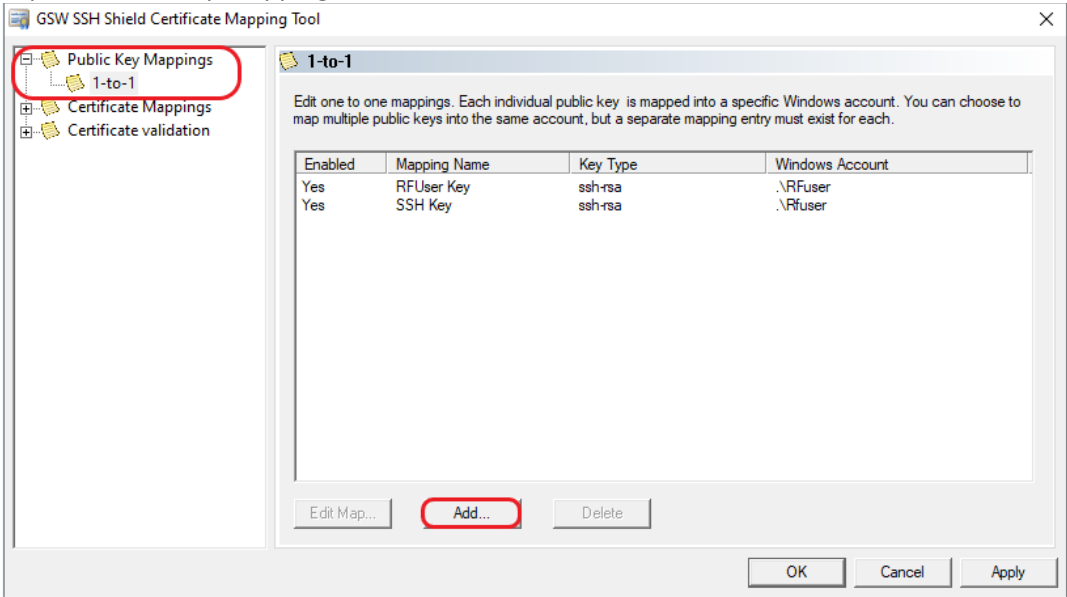 GSW SSH Shield Certificate Mapping Tool
Public Key Mappings
1-to-1
Certificate Mappings
Certificate validation
1-to-1
Edit one to one mappings. Each individual public key is mapped into a specific Windows account. You can choose to
map multiple public keys into the same account, but a separate mapping entry must exist for each.
Enabled Mapping Name Key Type Windows Account
Yes RFUser Key ssh-rsa .\RFuser
Yes SSH Key ssh-rsa .\Rfuser
Edit Map... Add... Delete
OK Cancel Apply